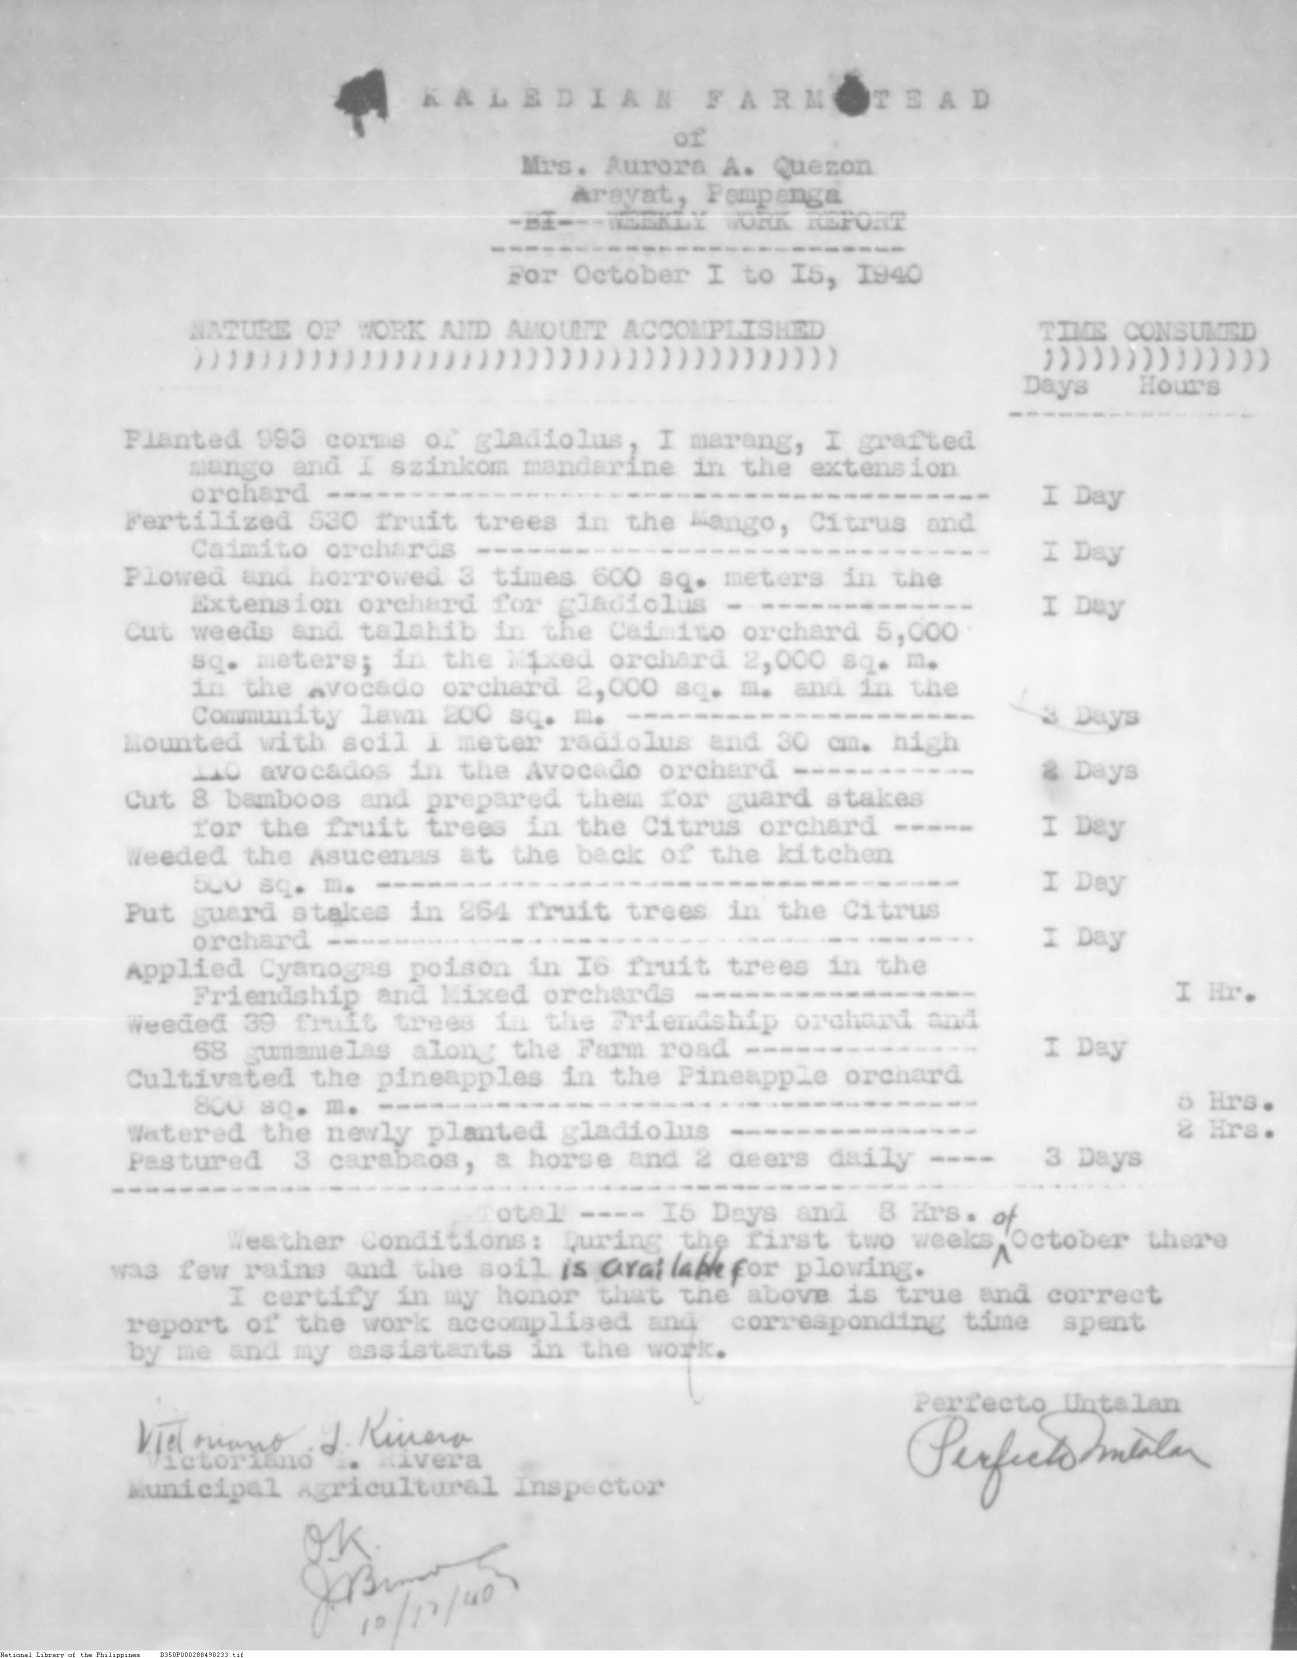 KALEDIAN FARMSTEAD
of
Mrs. Aurora A. Quezon
Arayat, Pampanga
-BI---WEEKLY WORK REPORT
-------------------------
For October I to I5, I940
NATURE OF WORK AND AMOUNT ACCOMPLISHED TIME CONSUMED
)))))))))))))))))))))))))))))))))))))) ))))))))))))))
Days Hours
---------------
Planted 993 corms of gladiolus, I marang, I grafted
mango and I szinkom mandarine in the extension
orchard ---------------------------------------- I Day
Fertilized 530 fruit trees in the Mango, Citrus and
Caimito orchards ------------------------------- I Day
Plowed and horrowed 3 times 600 sq. meters in the
Extension orchard for gladiolus - ------------- I Day
Cut weeds and talahib in the Caimito orchard 5,000
sq. meters; in the Mixed orchard 2,000 sq. m.
in the Avocado orchard 2,000 sq. m. and in the
Community lawn 200 sq. m. --------------------- 3 Days
Mounted with soil 1 meter radiolus and 30 cm. high
110 avocados in the Avocado orchard ----------- 2 Days
Cut 8 bamboos and prepared them for guard stakes
for the fruit trees in the Citrus orchard ----- I Day
Weeded the Asucenas at the back of the kitchen
500 sq. m. ----------------------------------- I Day
Put guard stakes in 264 fruit trees in the Citrus
orchard --------------------------------------- I Day
Applied Cyanogas poison in I6 fruit trees in the
Friendship and Mixed orchards ----------------- I Hr.
Weeded 39 fruit trees in the Friendship orchard and
68 gumamelas along the Farm road -------------- I Day
Cultivated the pineapples in the Pineapple orchard
800 sq. m. ------------------------------------ 5 Hrs.
Watered the newly planted gladiolus --------------- 2 Hrs.
Pastured 3 carabaos, a horse and 2 deers daily ---- 3 Days
---------------------------------------------------------------
Total ---- I5 Days and 8 Hrs.
Weather Conditions: During the first two weeks of October there
was few rains and the soil is available for plowing.
I certify in my honor that the above is true and correct
report of the work accomplised and corresponding time spent
by me and my assistants in the work.
Perfecto Untalan
Victoriano Rivera Perfecto Untalan
Victoriano Rivera
Municipal Agricultural Inspector
O.K.
10/17/40
National Library of the Philippines D350P000288498233.tif